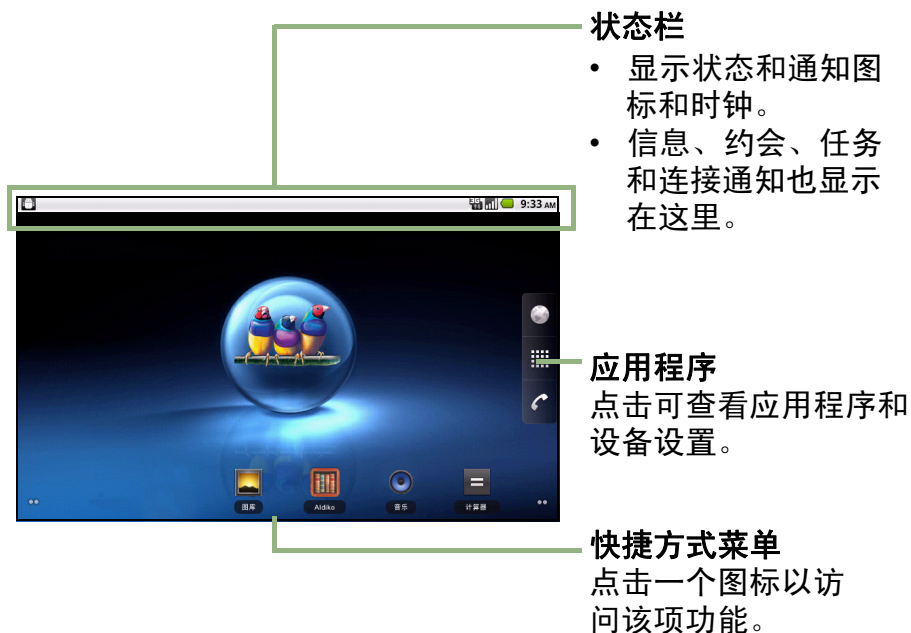 状态栏
• 显示状态和通知图
标和时钟。
• 信息、约会、任务
和连接通知也显示
在这里。
9:33 AM
应用程序
点击可查看应用程序和
设备设置。
图库 Aldiko 音乐 计算器
快捷方式菜单
点击一个图标以访
问该项功能。